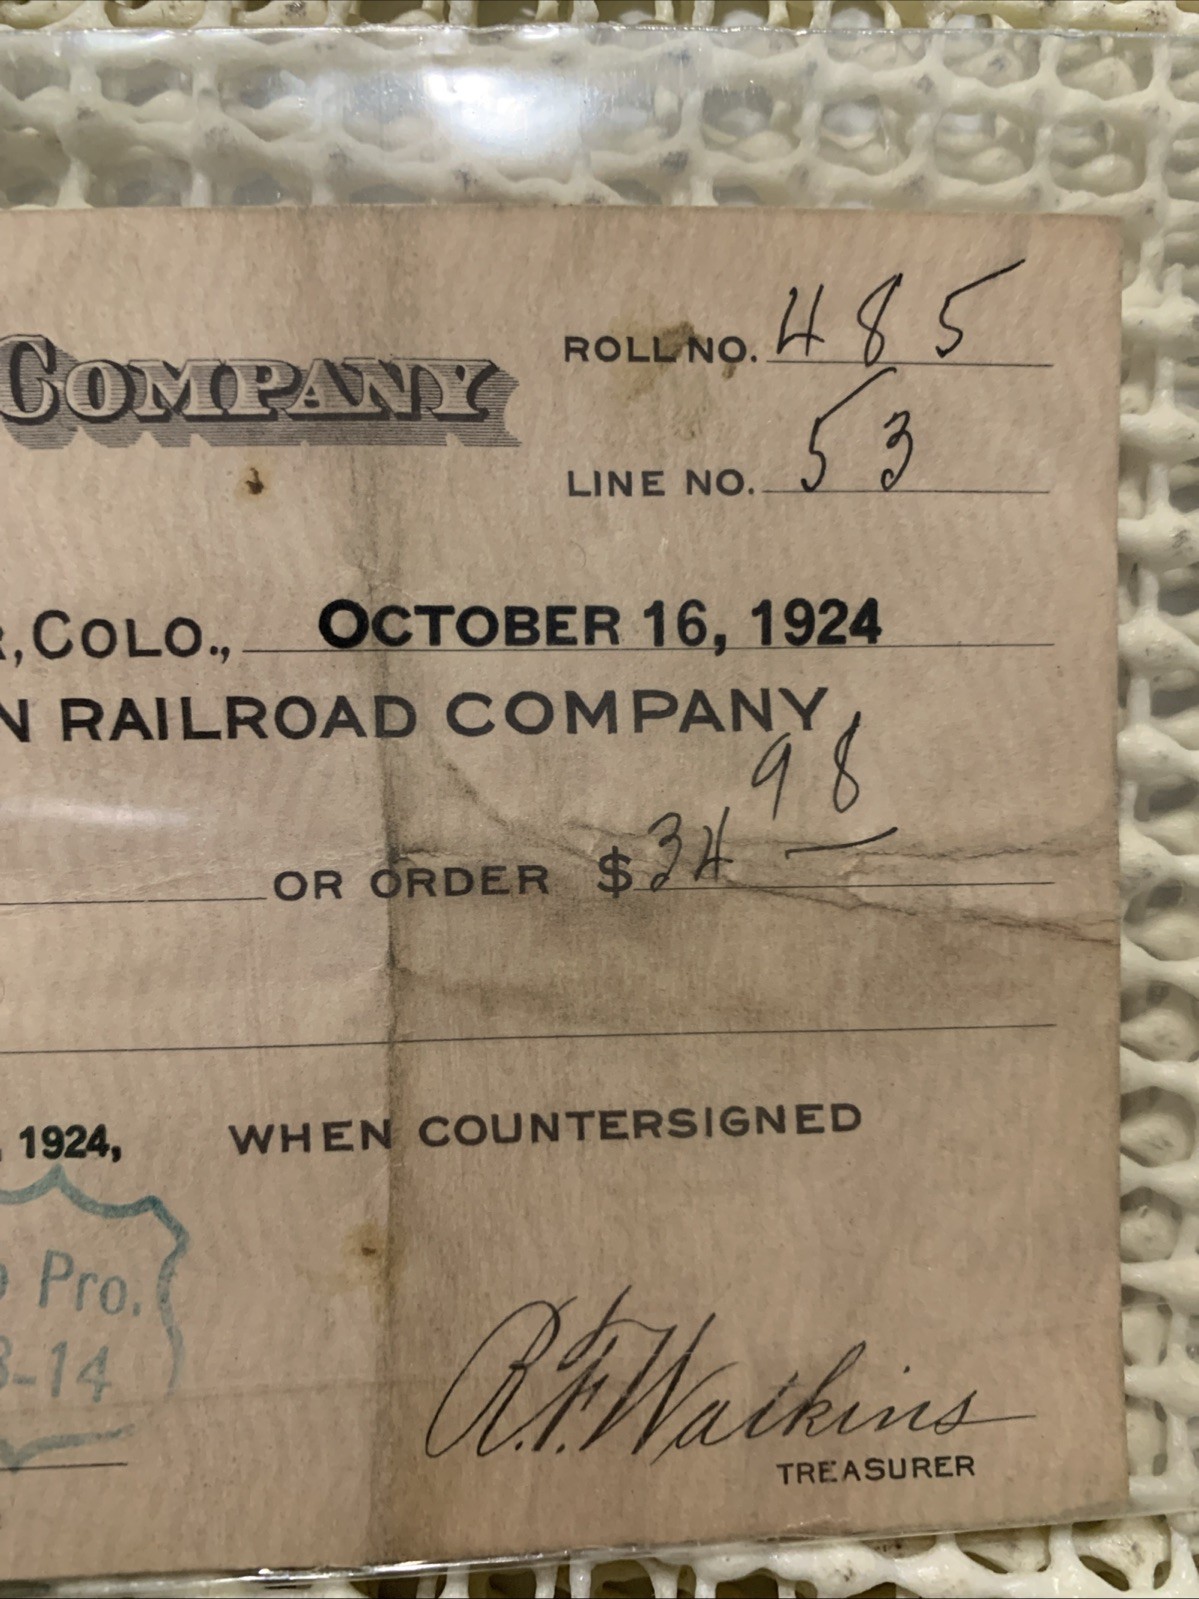 COMPANY
ROLL NO. 485
LINE NO. 53
R, COLO., OCTOBER 16, 1924
N RAILROAD COMPANY
OR ORDER $34 98
, 1924, WHEN COUNTERSIGNED
Pro.
3-14
R.F. Watkins
TREASURER